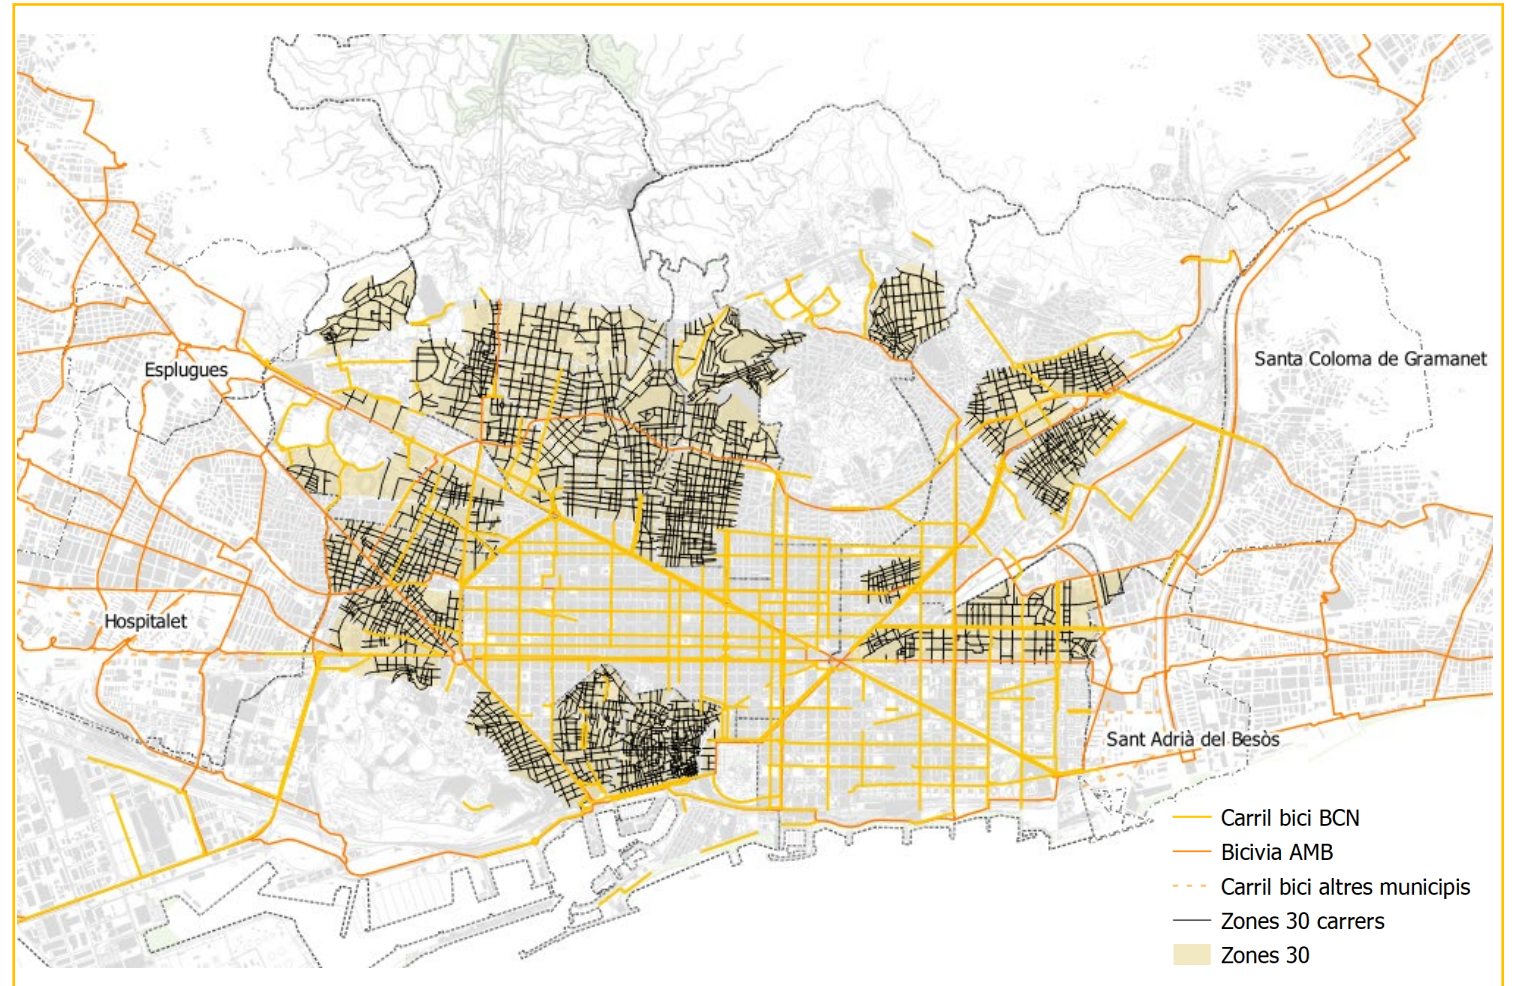 Esplugues
Santa Coloma de Gramanet
Hospitalet
Sant Adrià del Besòs
Carril bici BCN
Bicivia AMB
Carril bici altres municipis
Zones 30 carrers
Zones 30